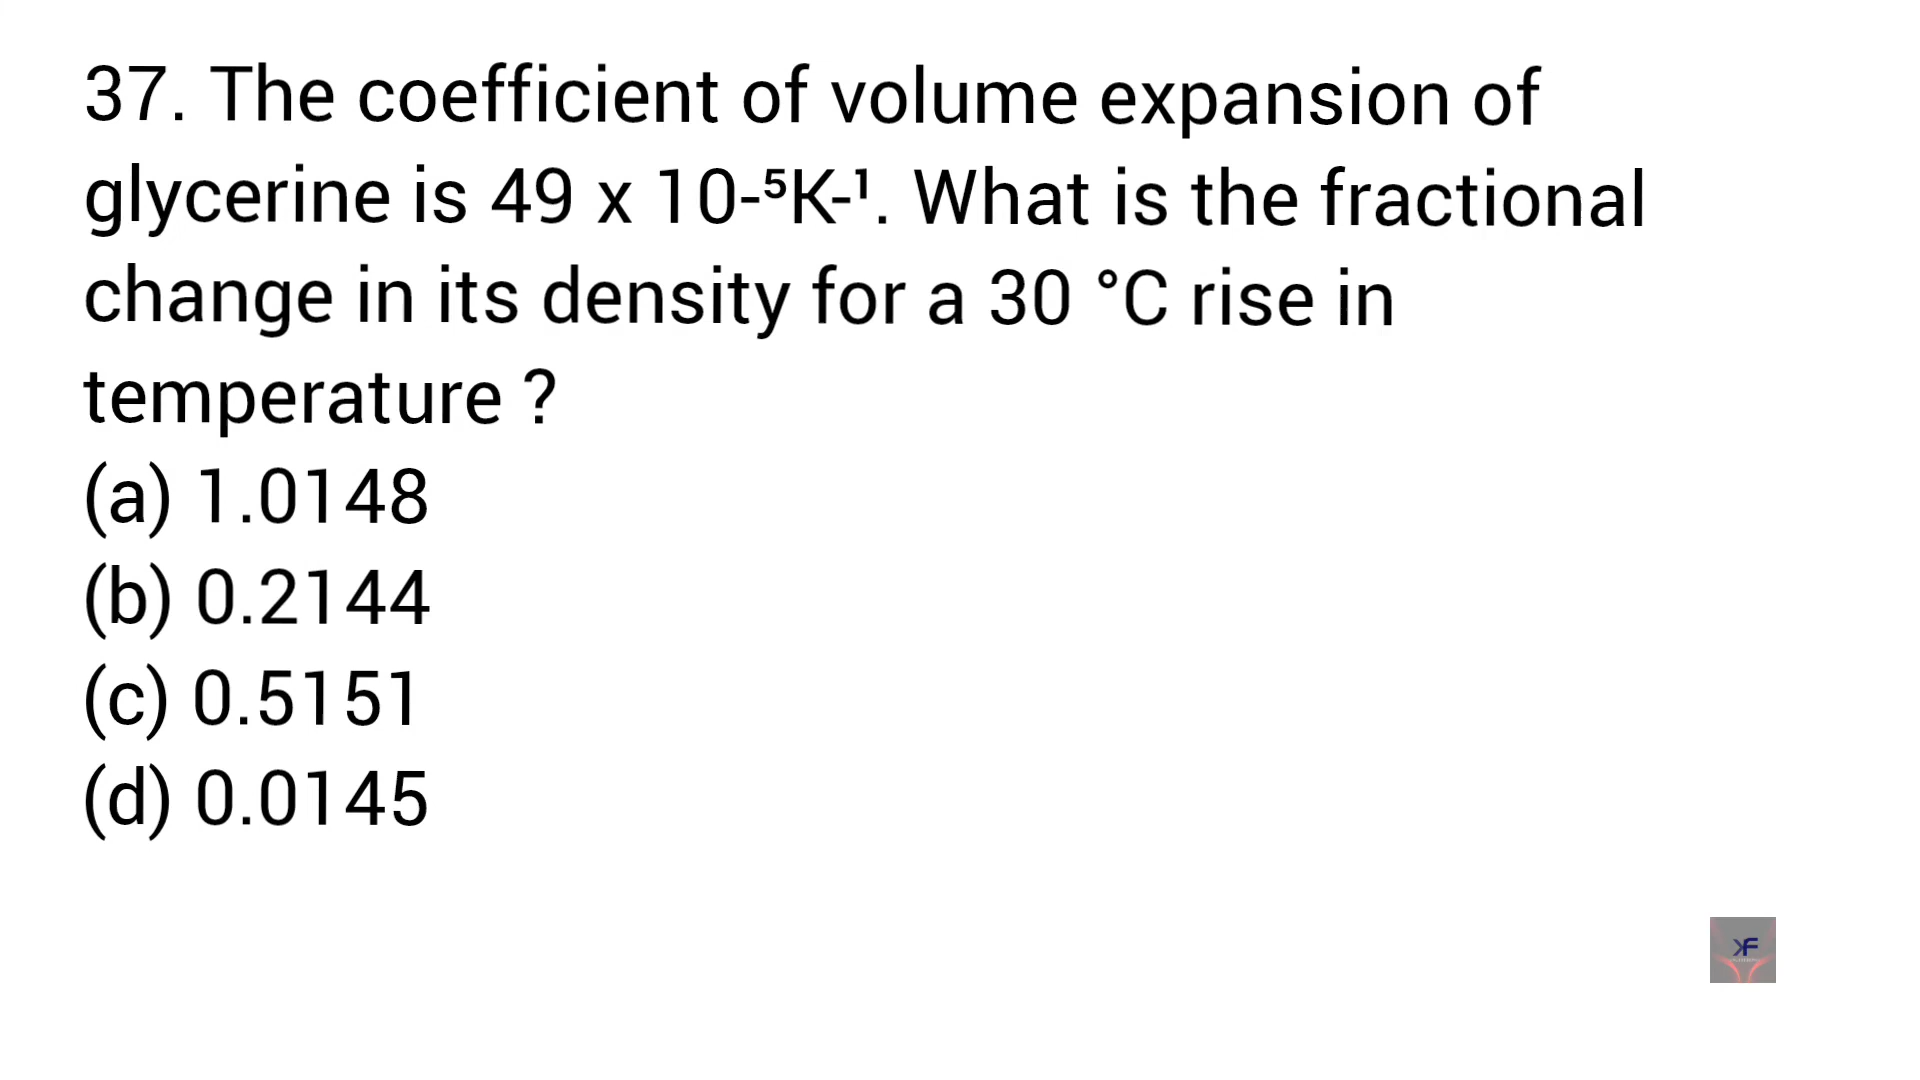 37. The coefficient of volume expansion of
glycerine is 49 x 10-⁵K-¹. What is the fractional
change in its density for a 30 °C rise in
temperature ?
(a) 1.0148
(b) 0.2144
(c) 0.5151
(d) 0.0145